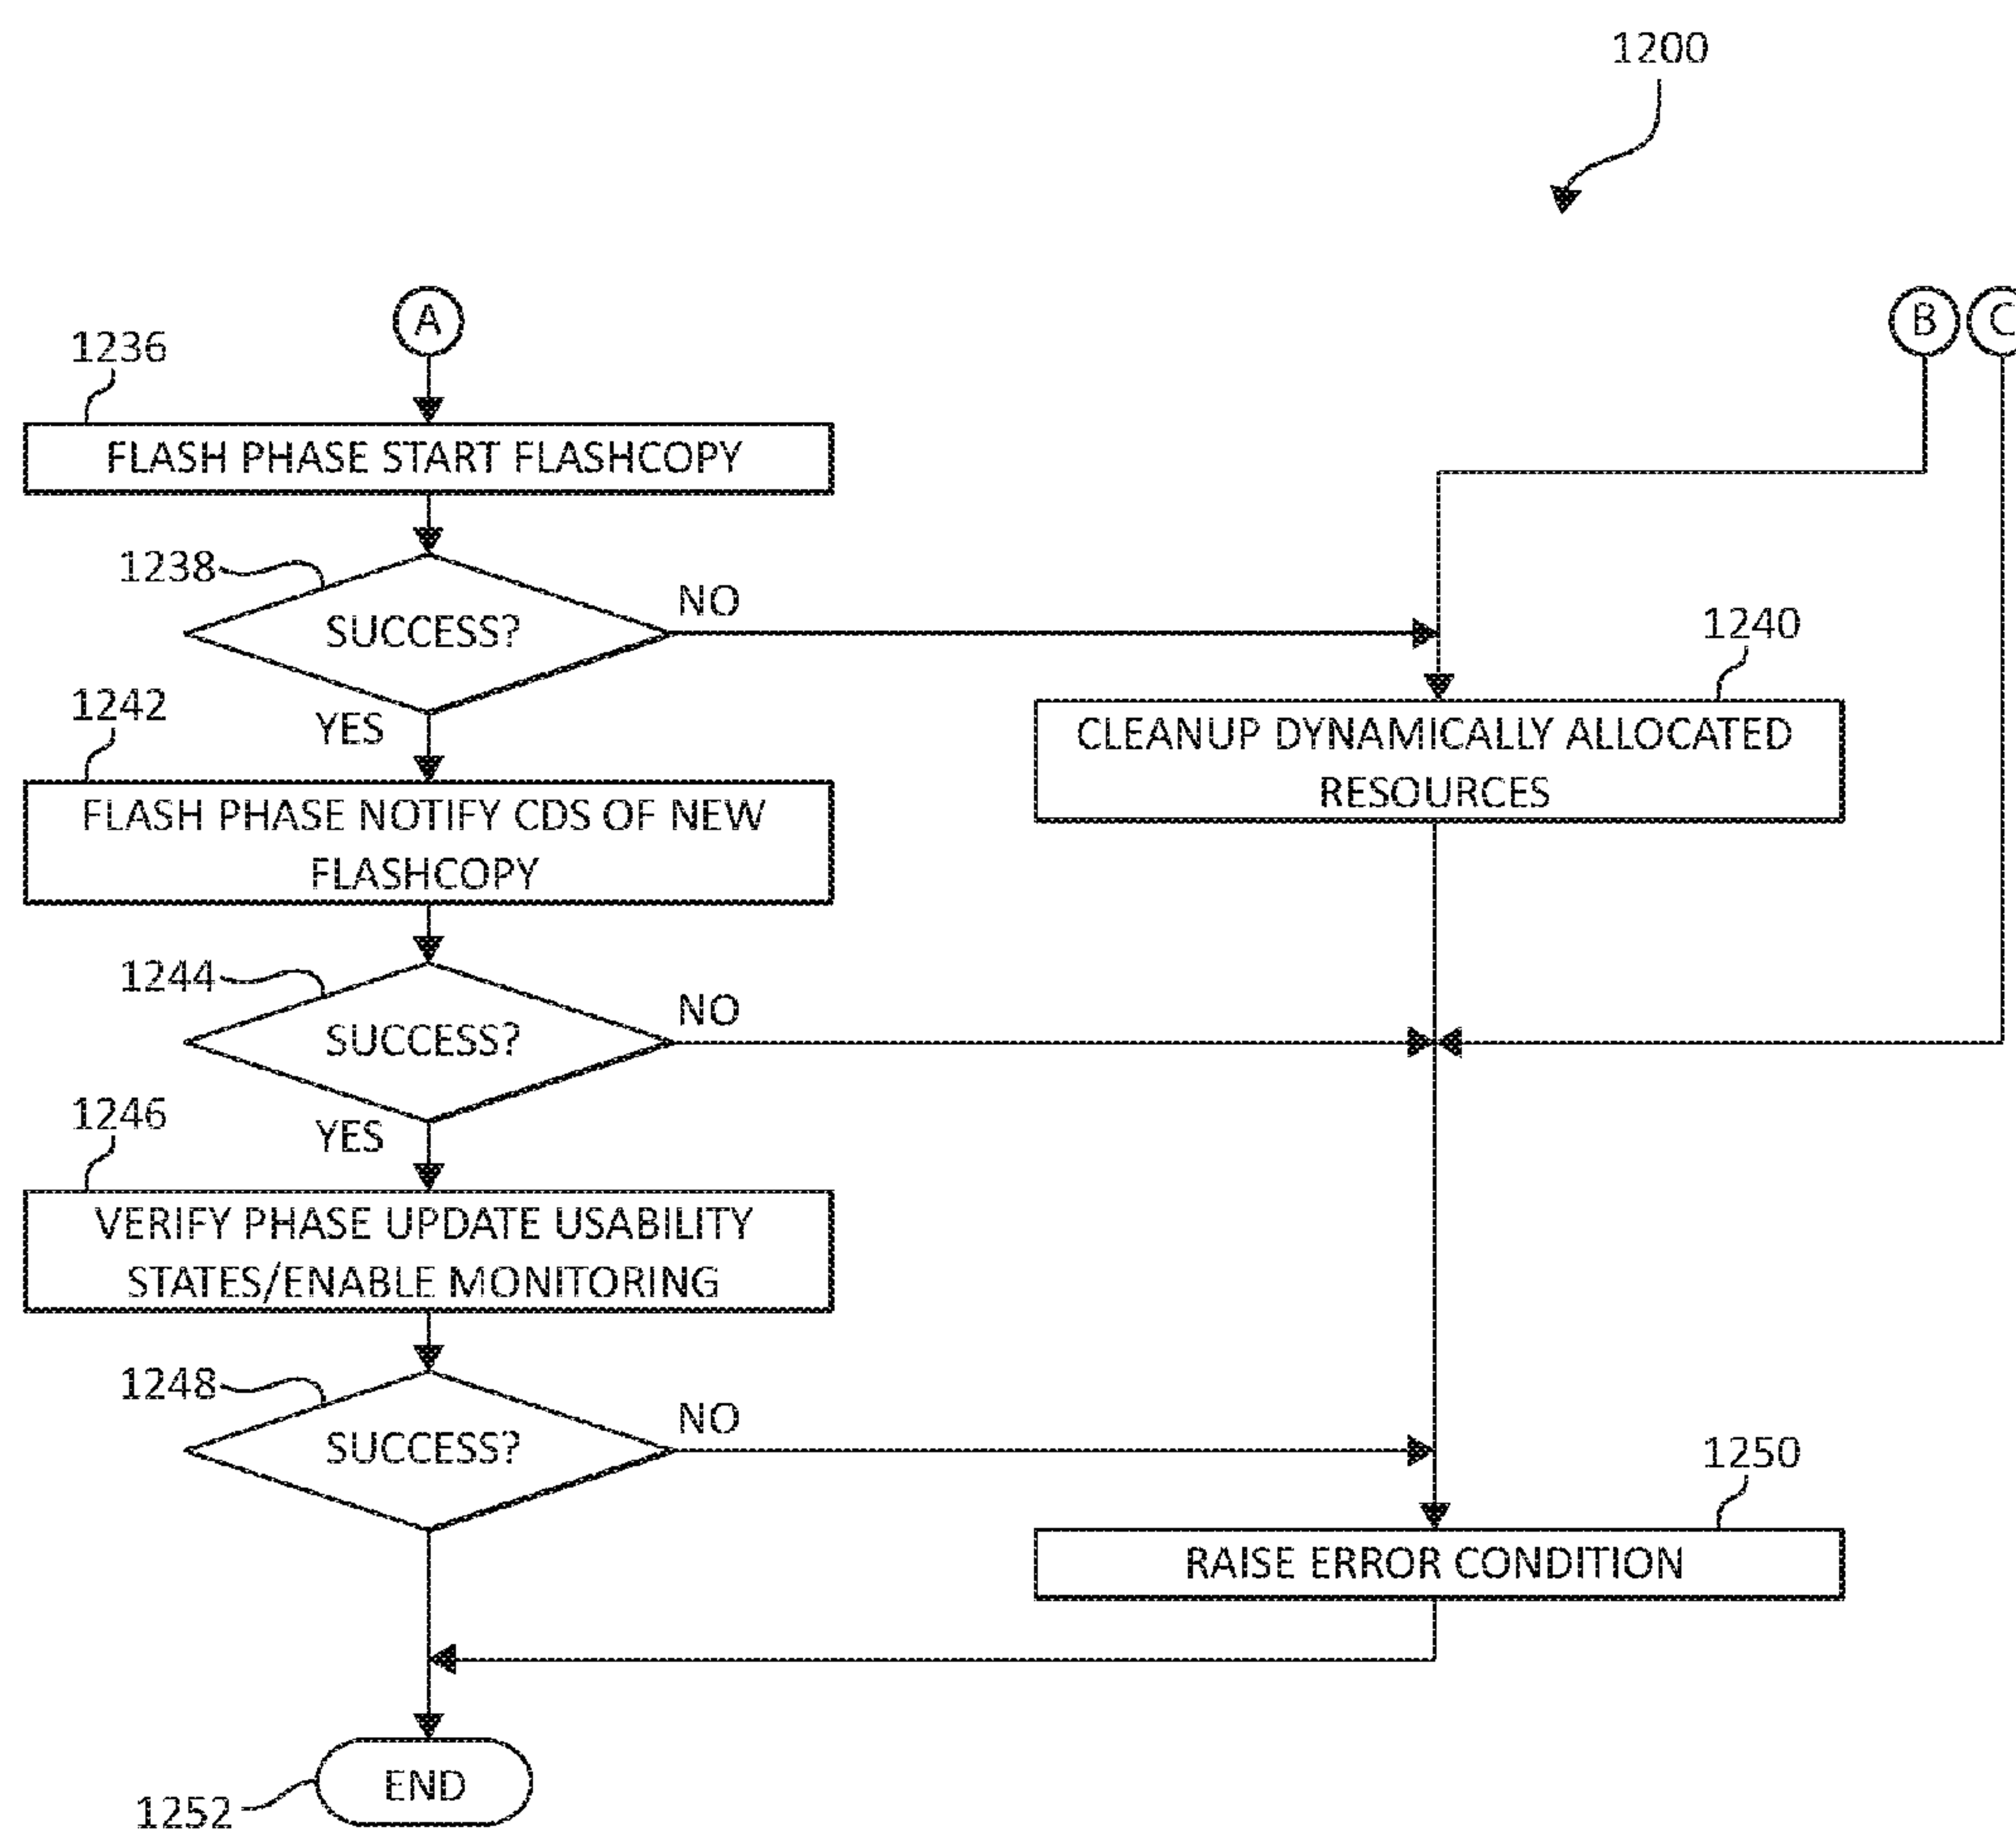 1200
A
B
C
1236
FLASH PHASE START FLASHCOPY
1238
SUCCESS?
NO
YES
1240
CLEANUP DYNAMICALLY ALLOCATED
RESOURCES
1242
FLASH PHASE NOTIFY CDS OF NEW
FLASHCOPY
1244
SUCCESS?
NO
YES
1246
VERIFY PHASE UPDATE USABILITY
STATES/ENABLE MONITORING
1248
SUCCESS?
NO
1250
RAISE ERROR CONDITION
END
1252